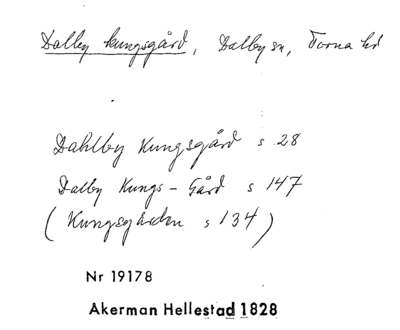 Dalby kungsgård, Dalby sn, Torna hd
Dahlby Kungsgård s 28
Dalby Kungs-Gård s 147
(Kungsgården s 134)
Nr 19178
Åkerman Hellestad 1828